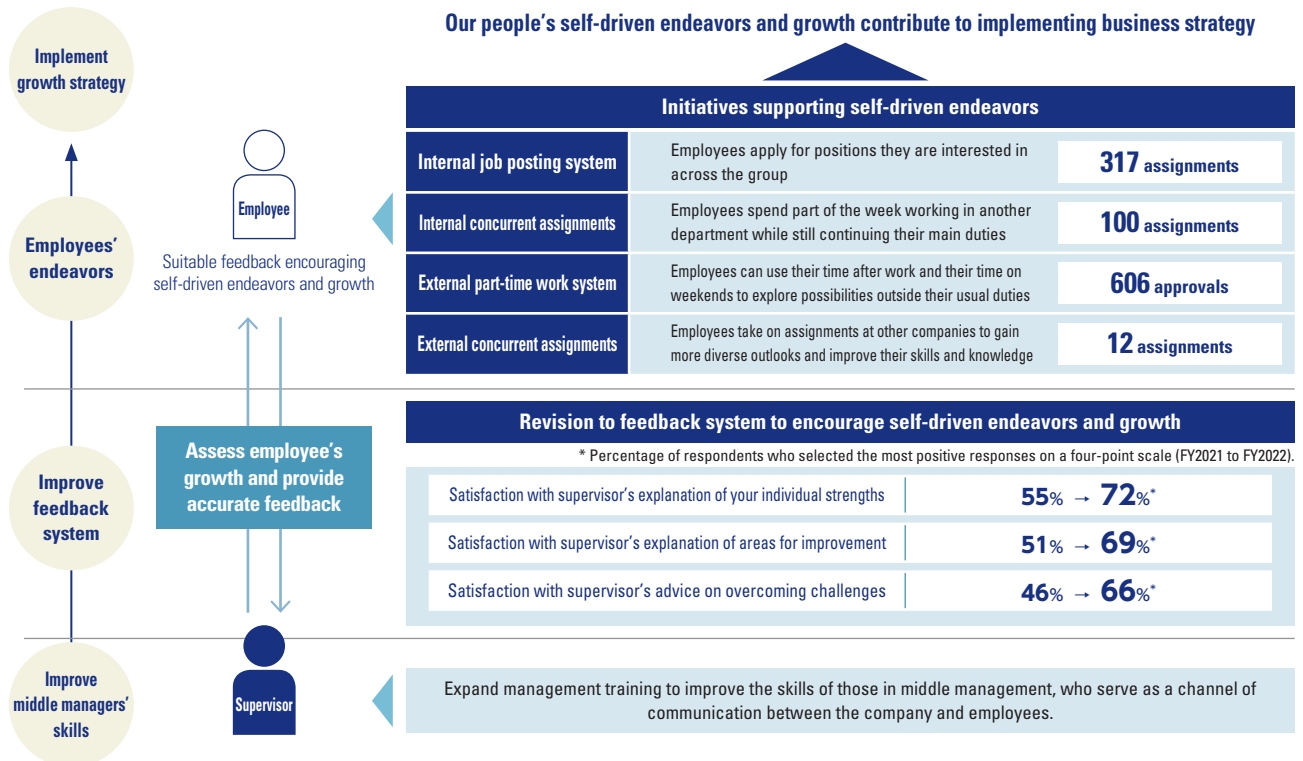 Our people's self-driven endeavors and growth contribute to implementing business strategy
Implement
growth strategy
Employees'
endeavors
Improve
feedback
system
Improve
middle managers'
skills
Employee
Suitable feedback encouraging
self-driven endeavors and growth
Assess employee's
growth and provide
accurate feedback
Supervisor
Initiatives supporting self-driven endeavors
Internal job posting system
Employees apply for positions they are interested in
across the group
317 assignments
Internal concurrent assignments
Employees spend part of the week working in another
department while still continuing their main duties
100 assignments
External part-time work system
Employees can use their time after work and their time on
weekends to explore possibilities outside their usual duties
606 approvals
External concurrent assignments
Employees take on assignments at other companies to gain
more diverse outlooks and improve their skills and knowledge
12 assignments
Revision to feedback system to encourage self-driven endeavors and growth
* Percentage of respondents who selected the most positive responses on a four-point scale (FY2021 to FY2022).
Satisfaction with supervisor's explanation of your individual strengths
55% → 72%*
Satisfaction with supervisor's explanation of areas for improvement
51% → 69%*
Satisfaction with supervisor's advice on overcoming challenges
46% → 66%*
Expand management training to improve the skills of those in middle management, who serve as a channel of
communication between the company and employees.